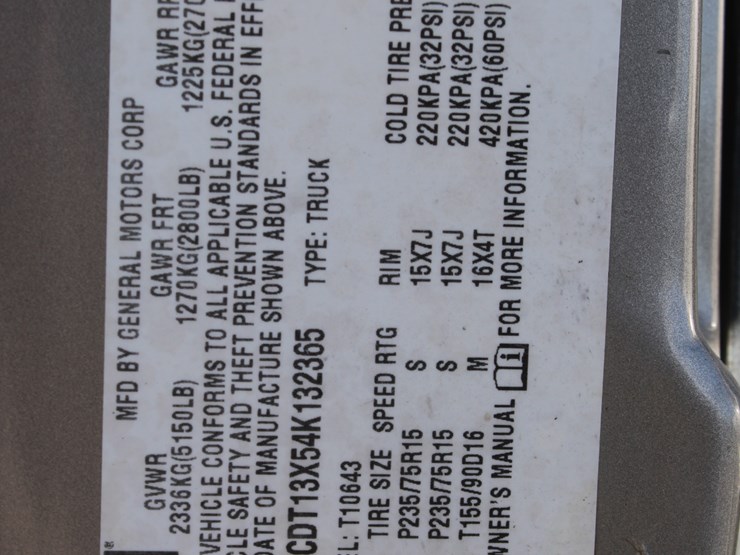 MFD BY GENERAL MOTORS CORP
GVWR GAWR FRT GAWR
2336KG(5150LB) 1270KG(2800LB) 1225KG(270
VEHICLE CONFORMS TO ALL APPLICABLE U.S. FEDERAL
CLE SAFETY AND THEFT PREVENTION STANDARDS IN EFF
DATE OF MANUFACTURE SHOWN ABOVE.
CDT13X54K132365 TYPE: TRUCK
EL: T10643
TIRE SIZE SPEED RTG RIM COLD TIRE PRE
P235/75R15 S 15X7J 220KPA(32PSI)
P235/75R15 S 15X7J 220KPA(32PSI)
T155/90D16 M 16X4T 420KPA(60PSI)
WNER'S MANUAL i FOR MORE INFORMATION.